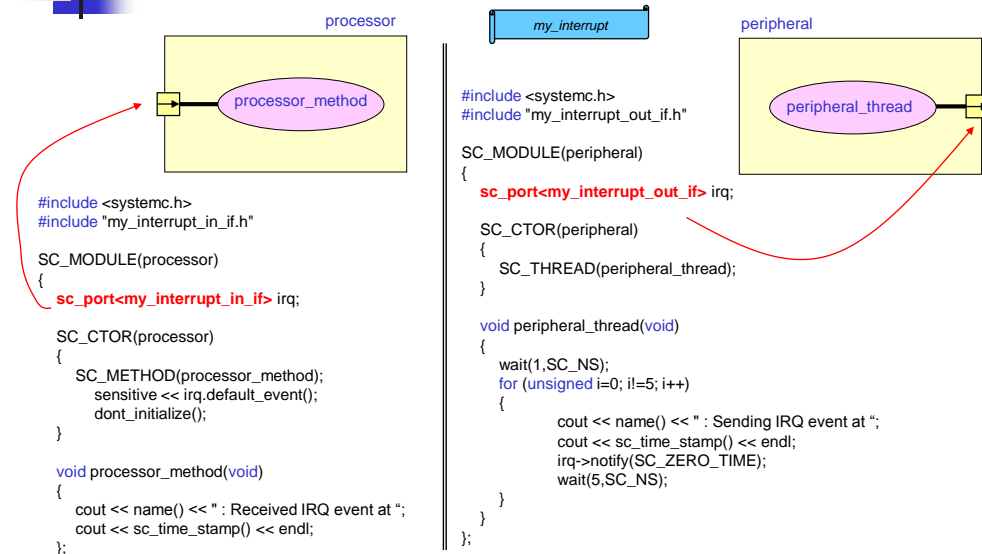 processor
processor_method
#include <systemc.h>
#include "my_interrupt_in_if.h"
SC_MODULE(processor)
{
sc_port<my_interrupt_in_if> irq;
SC_CTOR(processor)
{
SC_METHOD(processor_method);
sensitive << irq.default_event();
dont_initialize();
}
void processor_method(void)
{
cout << name() << " : Received IRQ event at “;
cout << sc_time_stamp() << endl;
};
my_interrupt
peripheral
peripheral_thread
#include <systemc.h>
#include "my_interrupt_out_if.h"
SC_MODULE(peripheral)
{
sc_port<my_interrupt_out_if> irq;
SC_CTOR(peripheral)
{
SC_THREAD(peripheral_thread);
}
void peripheral_thread(void)
{
wait(1,SC_NS);
for (unsigned i=0; i!=5; i++)
{
cout << name() << " : Sending IRQ event at “;
cout << sc_time_stamp() << endl;
irq->notify(SC_ZERO_TIME);
wait(5,SC_NS);
}
}
};